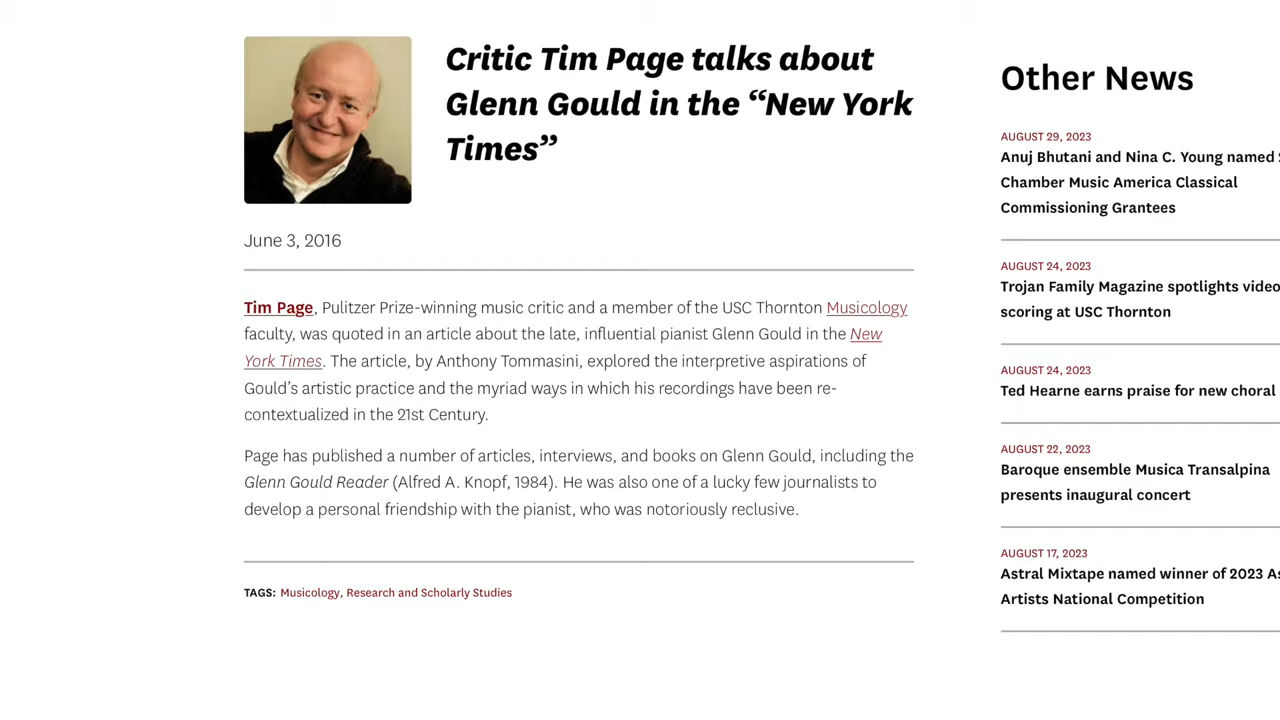 Critic Tim Page talks about
Glenn Gould in the “New York
Times”
June 3, 2016
Tim Page, Pulitzer Prize-winning music critic and a member of the USC Thornton Musicology
faculty, was quoted in an article about the late, influential pianist Glenn Gould in the New
York Times. The article, by Anthony Tommasini, explored the interpretive aspirations of
Gould’s artistic practice and the myriad ways in which his recordings have been re-
contextualized in the 21st Century.
Page has published a number of articles, interviews, and books on Glenn Gould, including the
Glenn Gould Reader (Alfred A. Knopf, 1984). He was also one of a lucky few journalists to
develop a personal friendship with the pianist, who was notoriously reclusive.
TAGS: Musicology, Research and Scholarly Studies
Other News
AUGUST 29, 2023
Anuj Bhutani and Nina C. Young named
Chamber Music America Classical
Commissioning Grantees
AUGUST 24, 2023
Trojan Family Magazine spotlights video
scoring at USC Thornton
AUGUST 24, 2023
Ted Hearne earns praise for new choral
AUGUST 22, 2023
Baroque ensemble Musica Transalpina
presents inaugural concert
AUGUST 17, 2023
Astral Mixtape named winner of 2023
Artists National Competition